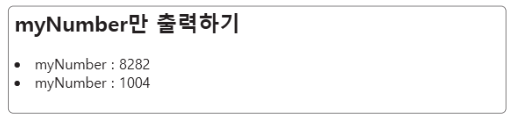 myNumber만 출력하기
myNumber : 8282
myNumber : 1004